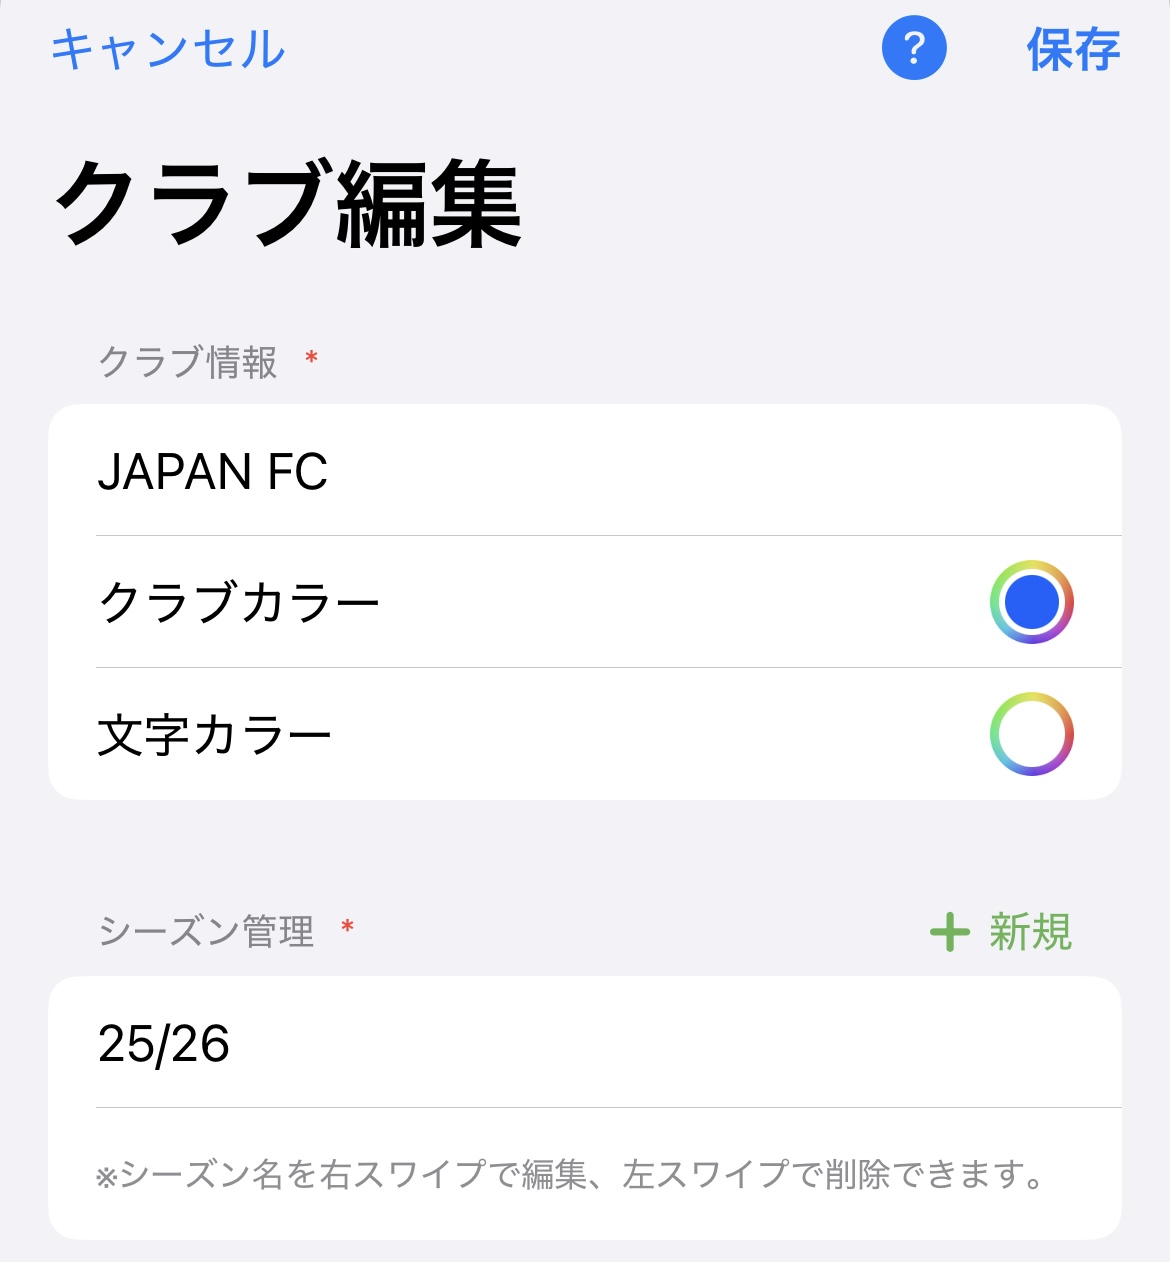 キャンセル ? 保存
クラブ編集
クラブ情報 *
JAPAN FC
クラブカラー
文字カラー
シーズン管理 * + 新規
25/26
※シーズン名を右スワイプで編集、左スワイプで削除できます。